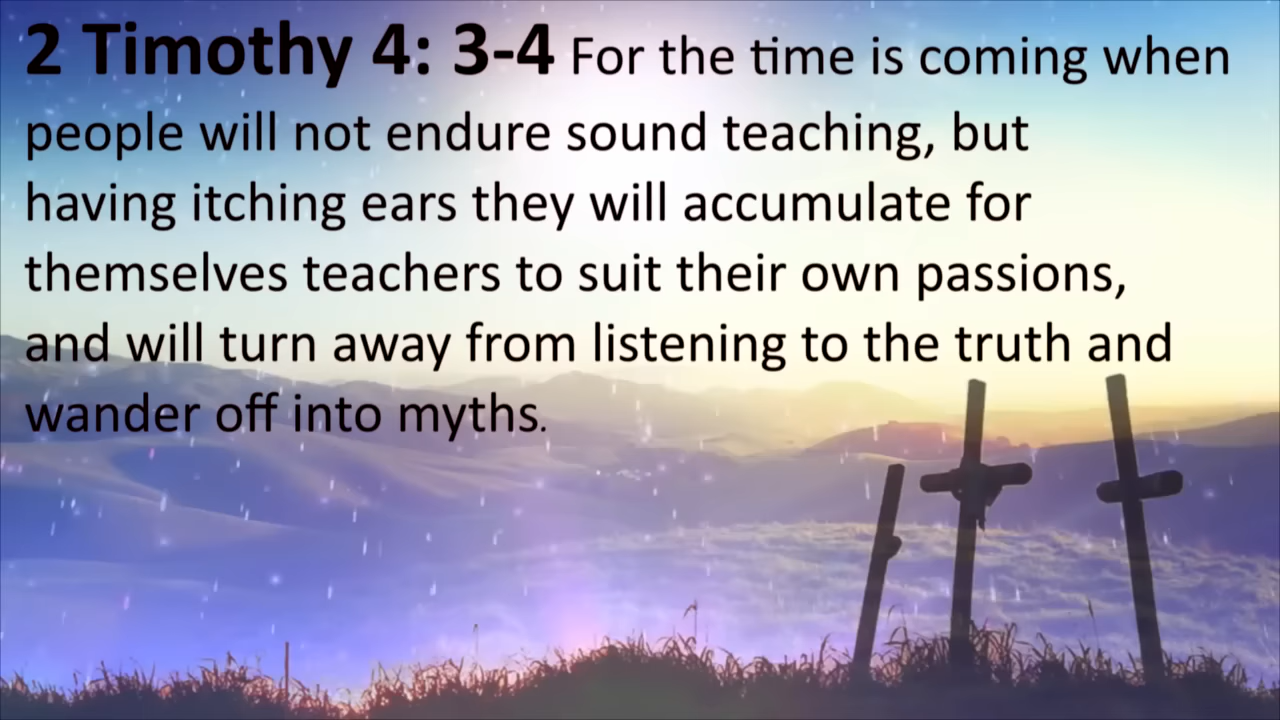 2 Timothy 4: 3-4 For the time is coming when
people will not endure sound teaching, but
having itching ears they will accumulate for
themselves teachers to suit their own passions,
and will turn away from listening to the truth and
wander off into myths.